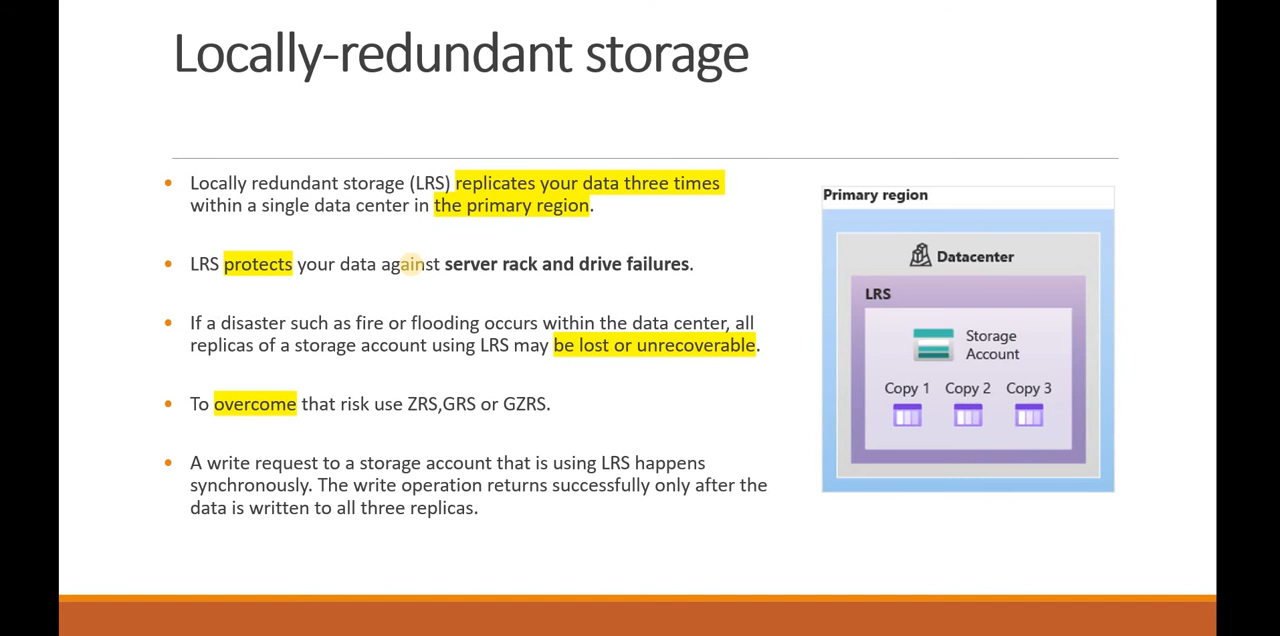 Locally-redundant storage
Locally redundant storage (LRS) replicates your data three times
within a single data center in the primary region.
LRS protects your data against server rack and drive failures.
If a disaster such as fire or flooding occurs within the data center, all
replicas of a storage account using LRS may be lost or unrecoverable.
To overcome that risk use ZRS,GRS or GZRS.
A write request to a storage account that is using LRS happens
synchronously. The write operation returns successfully only after the
data is written to all three replicas.
Primary region
Datacenter
LRS
Storage
Account
Copy 1 Copy 2 Copy 3